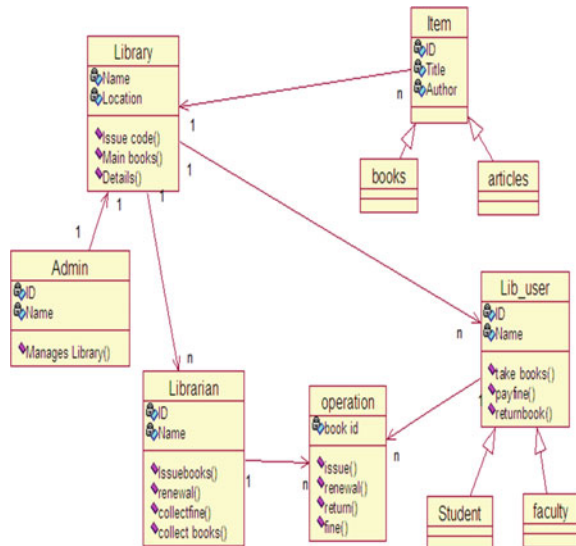 Library
Name
Location
Issue code()
Main books()
Details()
Item
ID
Title
Author
n
1
1
1
1
books
articles
1
Admin
ID
Name
Manages Library()
Lib_user
ID
Name
take books()
payfine()
returnbook()
n
n
Librarian
ID
Name
issuebooks()
renewal()
collectfine()
collect books()
operation
book id
issue()
renewal()
return()
fine()
1
n
n
Student
faculty